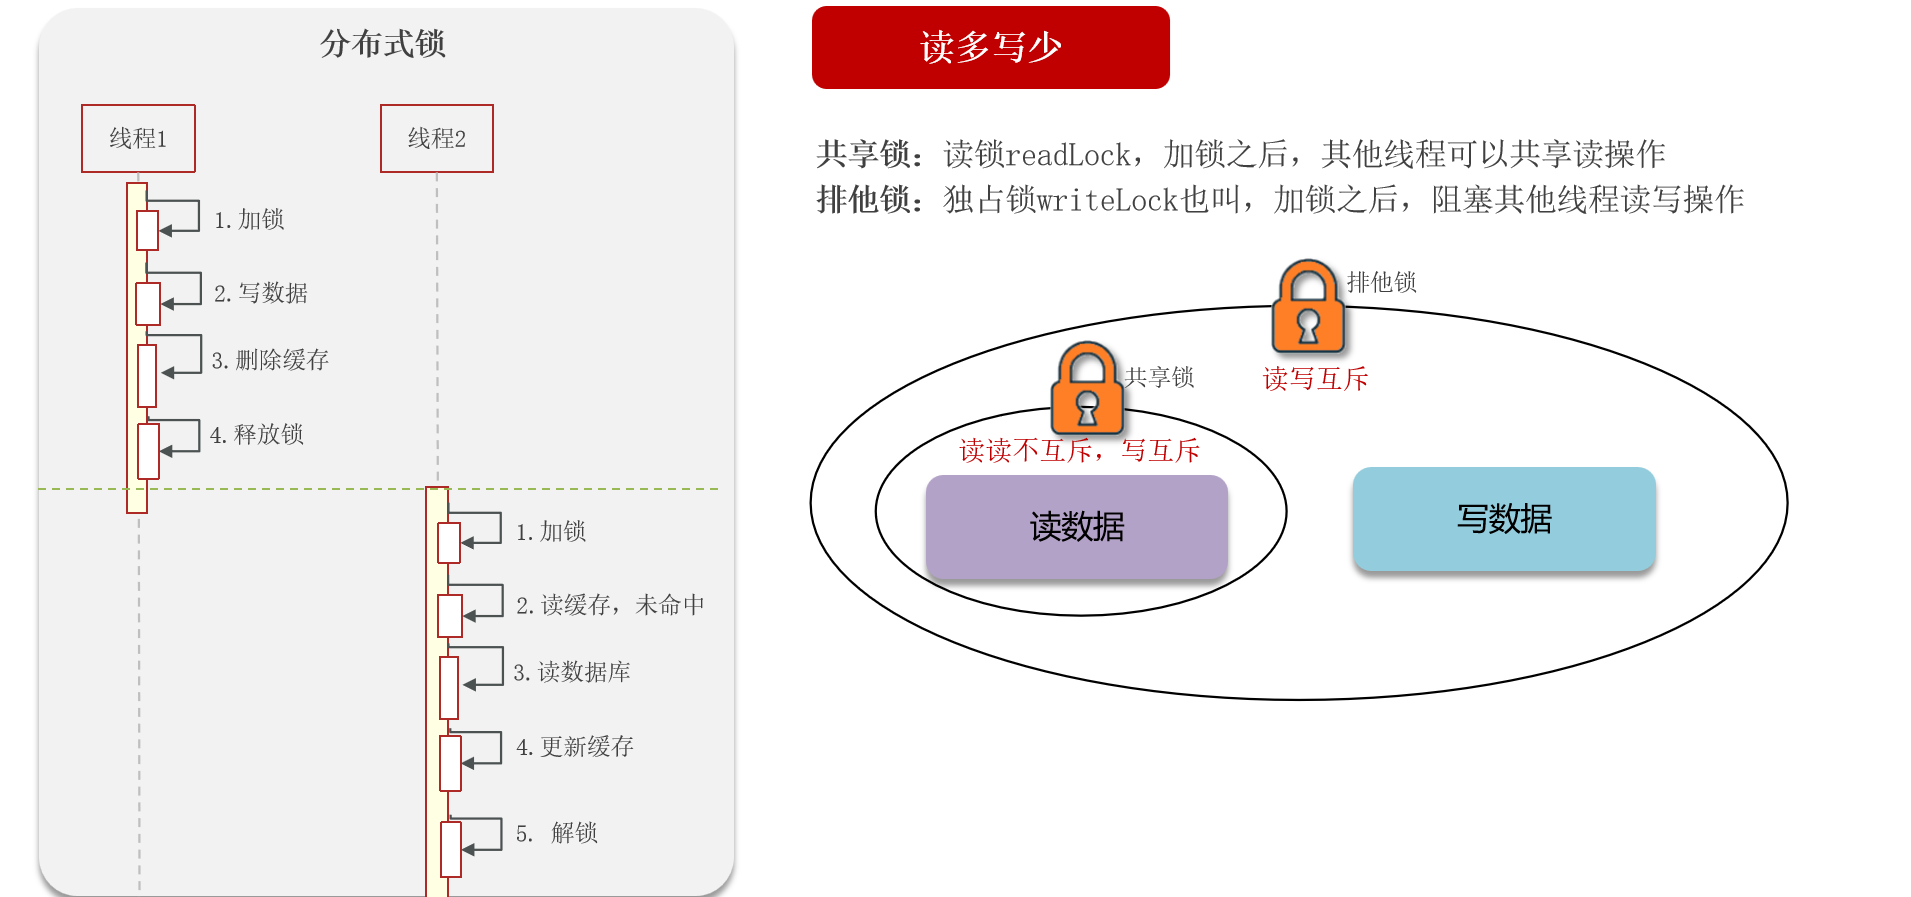 分布式锁
线程1
线程2
1.加锁
2.写数据
3.删除缓存
4.释放锁
1.加锁
2.读缓存，未命中
3.读数据库
4.更新缓存
5. 解锁
读多写少
共享锁：读锁readLock，加锁之后，其他线程可以共享读操作
排他锁：独占锁writeLock也叫，加锁之后，阻塞其他线程读写操作
排他锁
读写互斥
共享锁
读读不互斥，写互斥
读数据
写数据